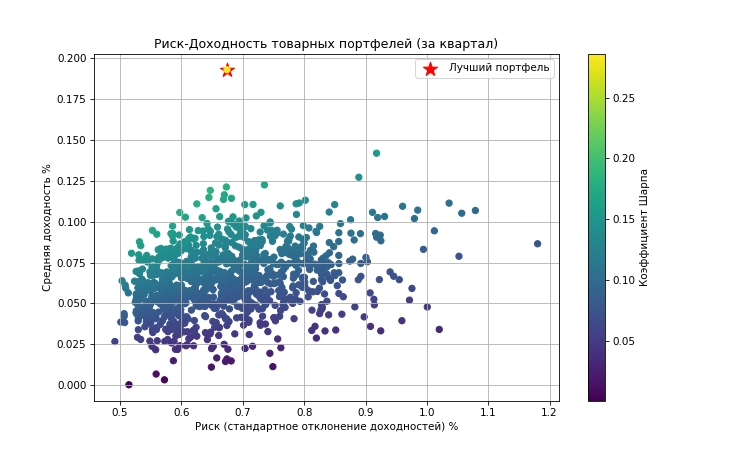 Риск-Доходность товарных портфелей (за квартал)
Лучший портфель
Средняя доходность %
0.200
0.175
0.150
0.125
0.100
0.075
0.050
0.025
0.000
0.5 0.6 0.7 0.8 0.9 1.0 1.1 1.2
Риск (стандартное отклонение доходностей) %
0.25
0.20
0.15
0.10
0.05
Коэффициент Шарпа